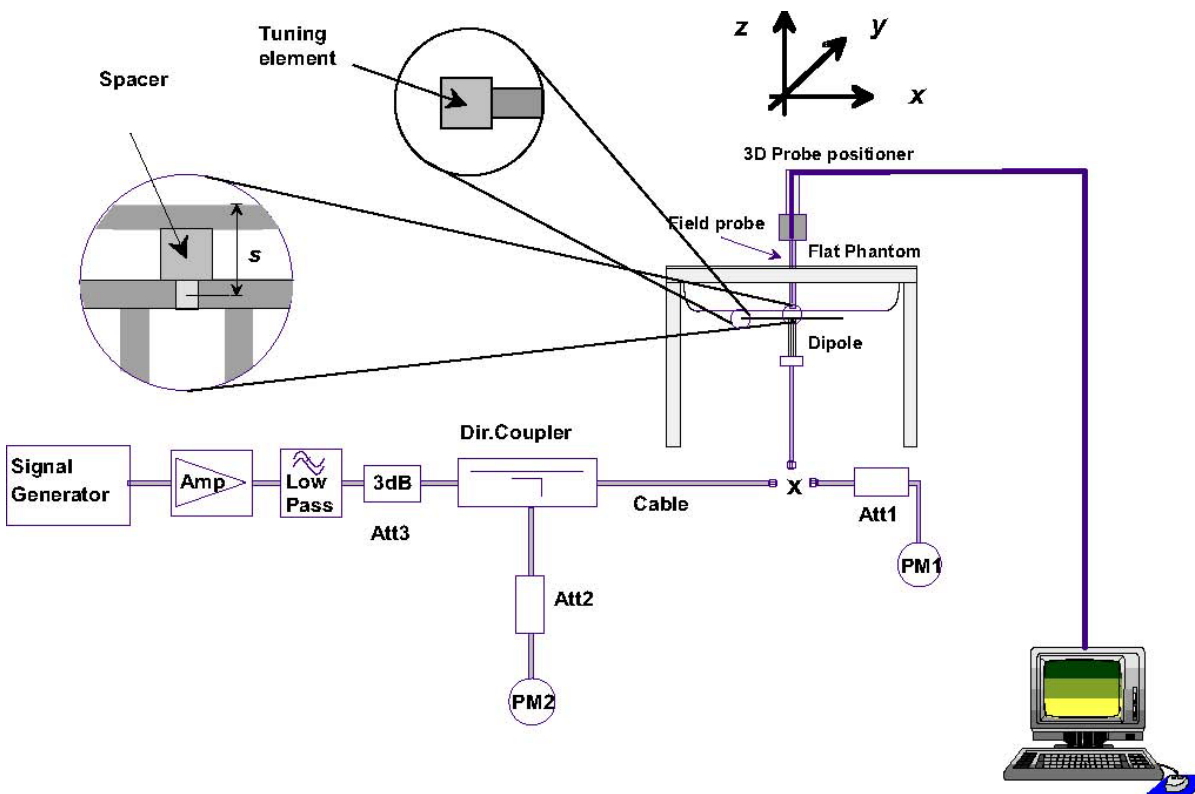 Tuning
element
z
y
x
Spacer
3D Probe positioner
Field probe
Flat Phantom
s
Dipole
Dir.Coupler
Signal
Generator
Amp
Low
Pass
3dB
Att3
Cable
x
Att1
PM1
Att2
PM2